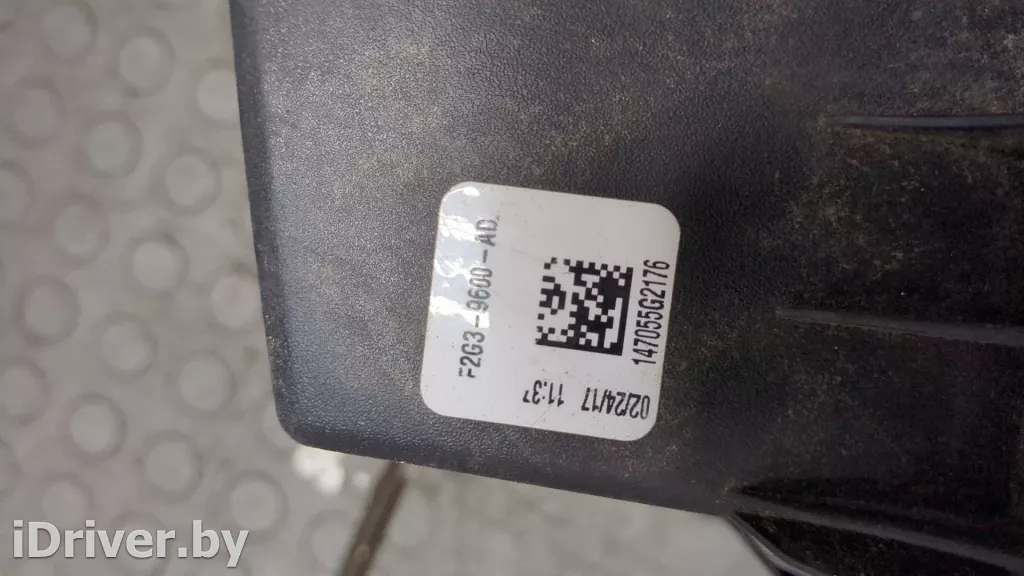 F2G3-9600-AD
147055G2176
02/24/17 11:37
iDriver.by